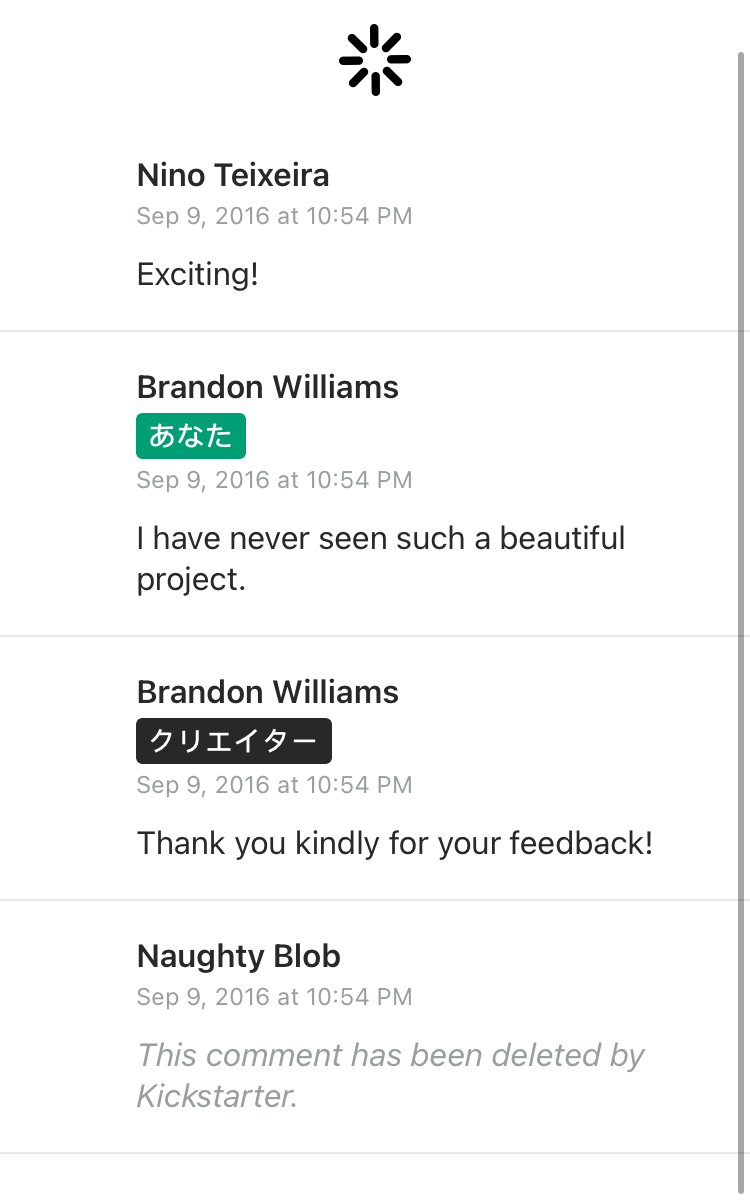 Nino Teixeira
Sep 9, 2016 at 10:54 PM
Exciting!
Brandon Williams
あなた
Sep 9, 2016 at 10:54 PM
I have never seen such a beautiful
project.
Brandon Williams
クリエイター
Sep 9, 2016 at 10:54 PM
Thank you kindly for your feedback!
Naughty Blob
Sep 9, 2016 at 10:54 PM
This comment has been deleted by
Kickstarter.